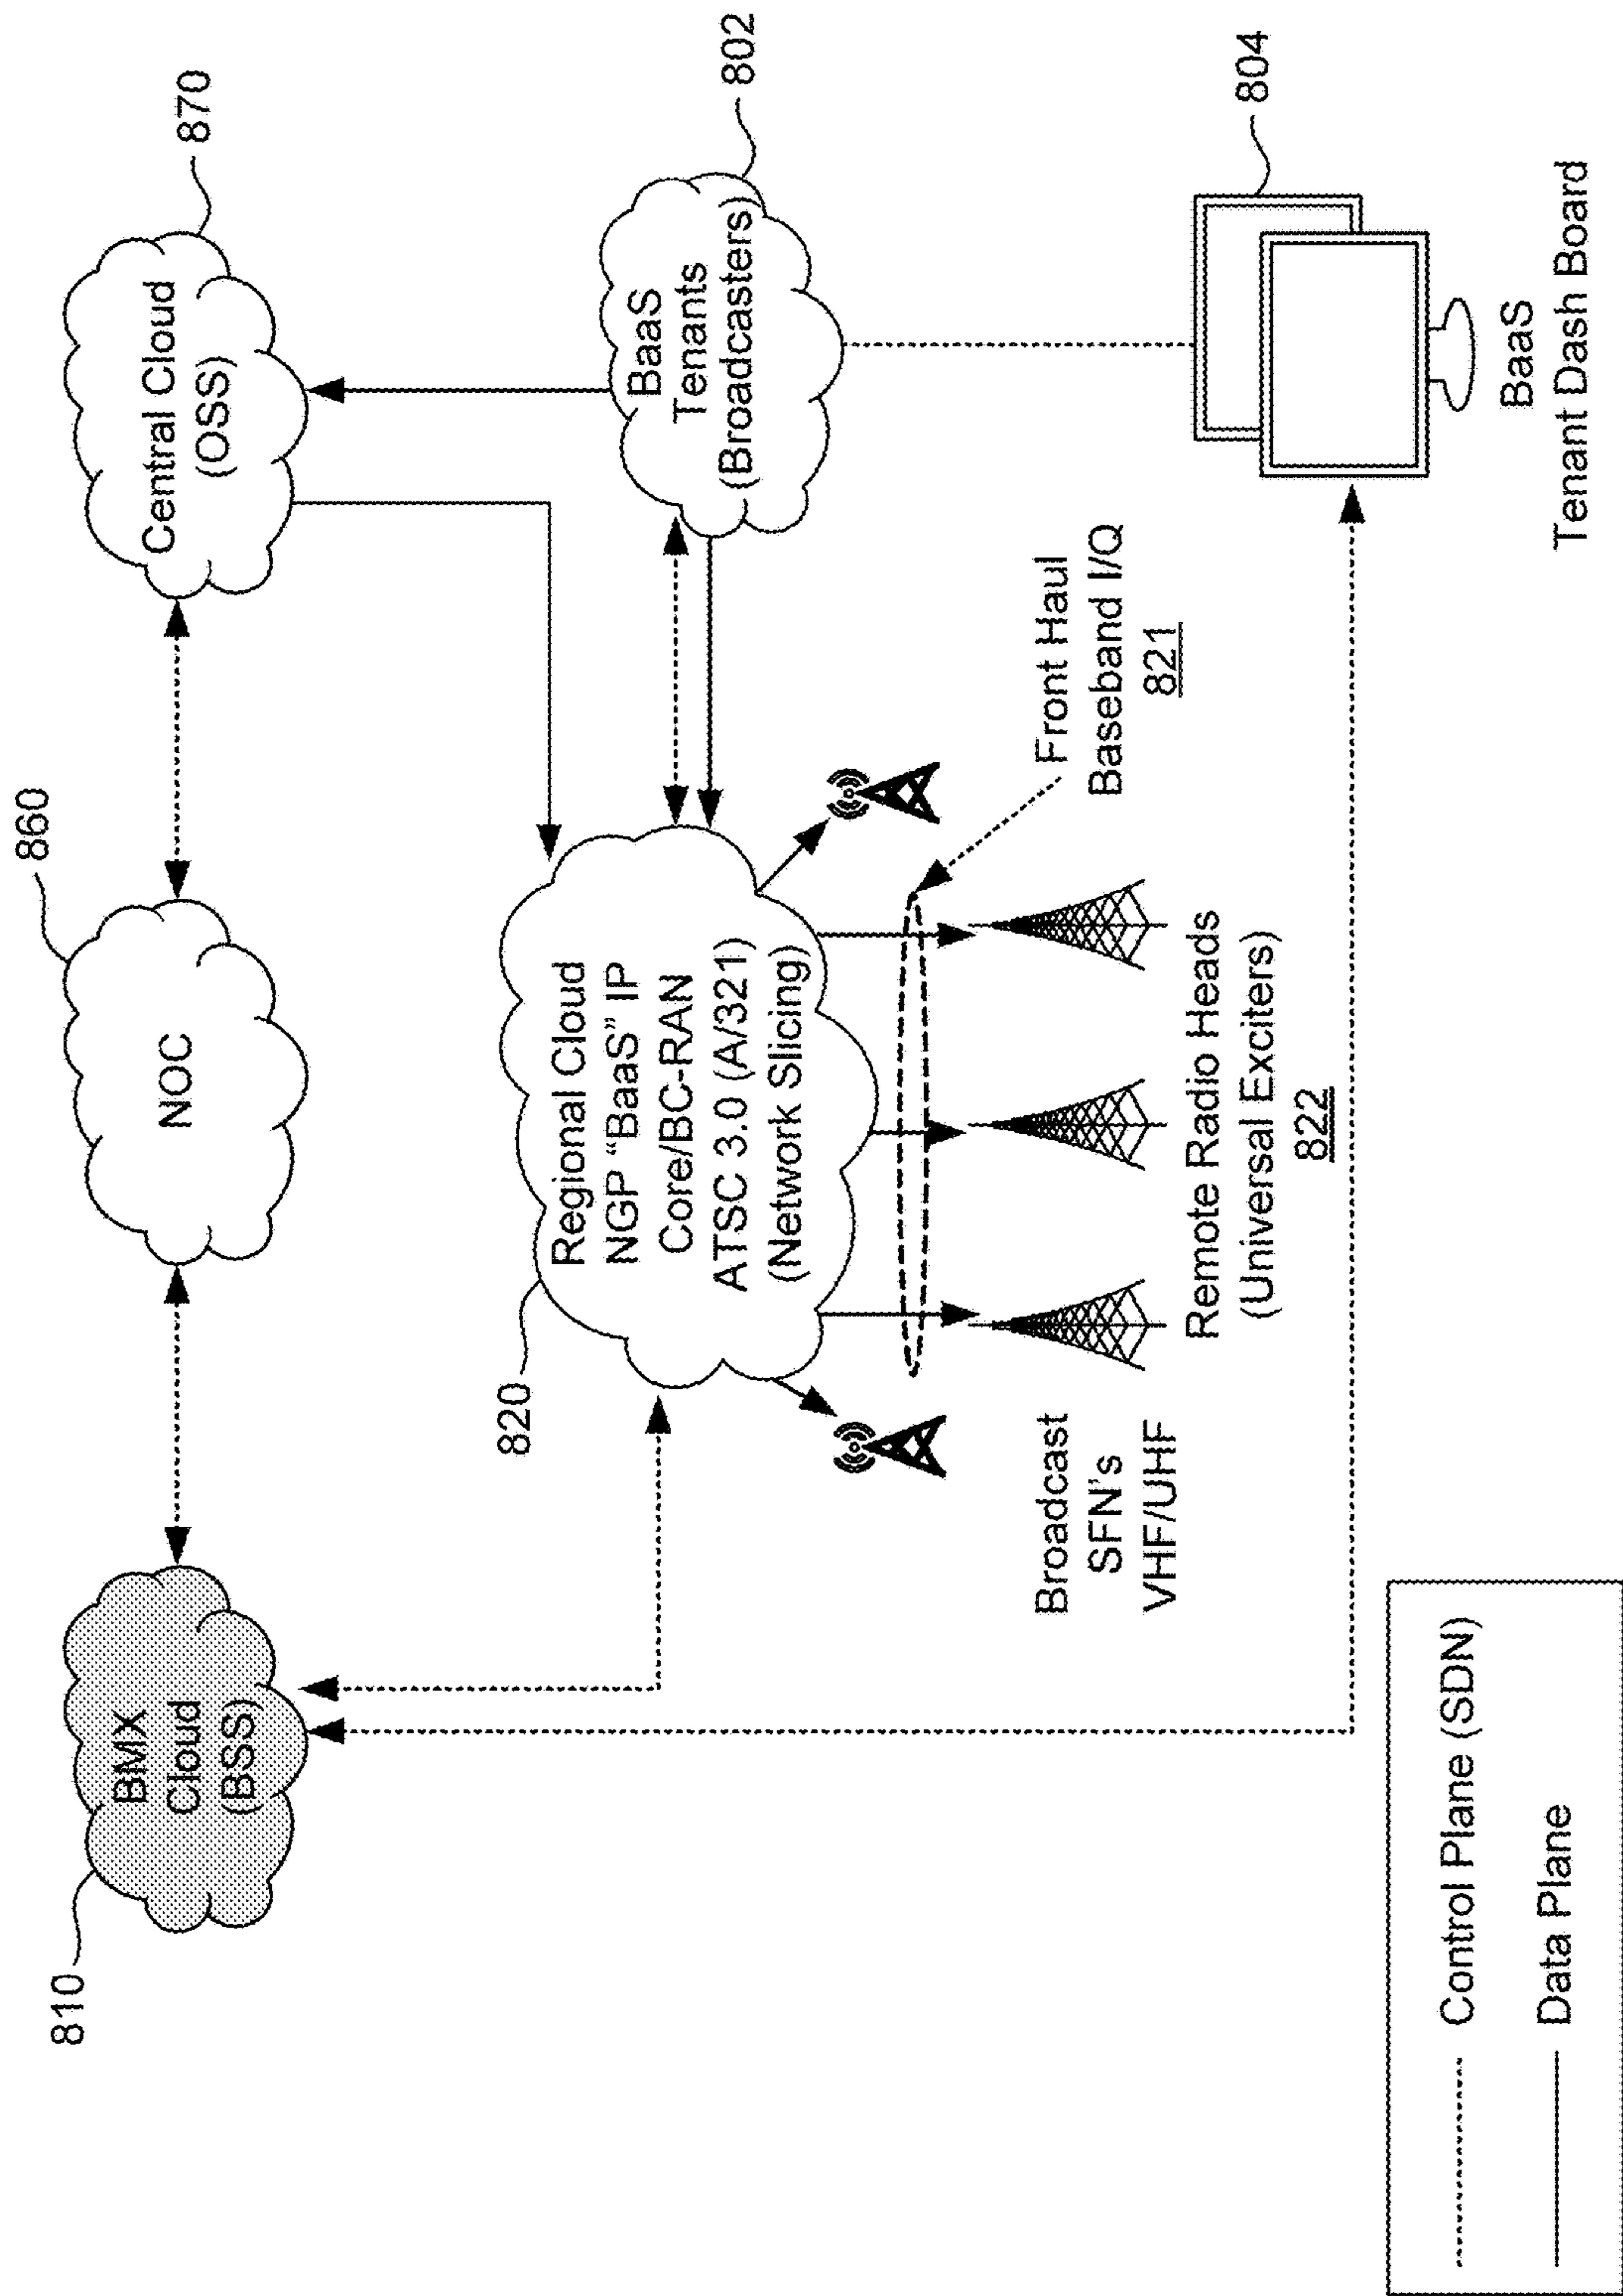 810
BMX
Cloud
(BSS)
860
NOC
870
Central Cloud
(OSS)
820
Regional Cloud
NGP “BaaS” IP
Core/BC-RAN
ATSC 3.0 (A/321)
(Network Slicing)
802
BaaS
Tenants
(Broadcasters)
Broadcast
SFN's
VHF/UHF
Front Haul
Baseband I/Q
821
Remote Radio Heads
(Universal Exciters)
822
804
BaaS
Tenant Dash Board
Control Plane (SDN)
Data Plane